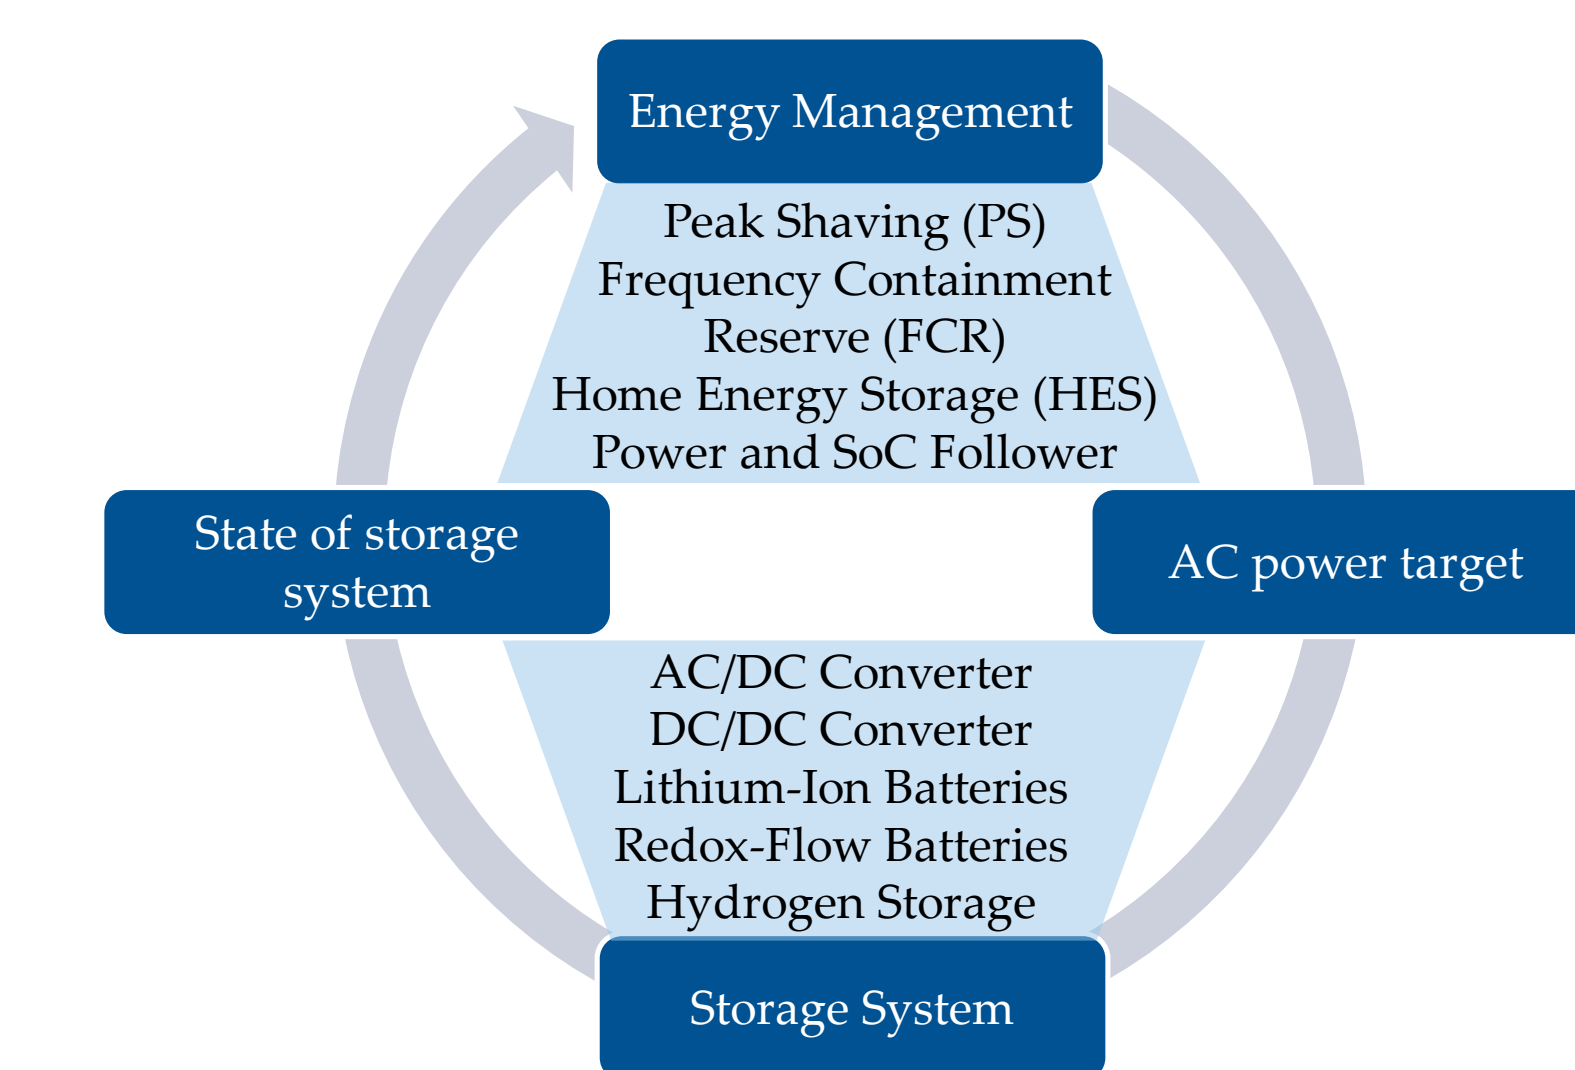 Energy Management
Peak Shaving (PS)
Frequency Containment
Reserve (FCR)
Home Energy Storage (HES)
Power and SoC Follower
State of storage
system
AC power target
AC/DC Converter
DC/DC Converter
Lithium-Ion Batteries
Redox-Flow Batteries
Hydrogen Storage
Storage System